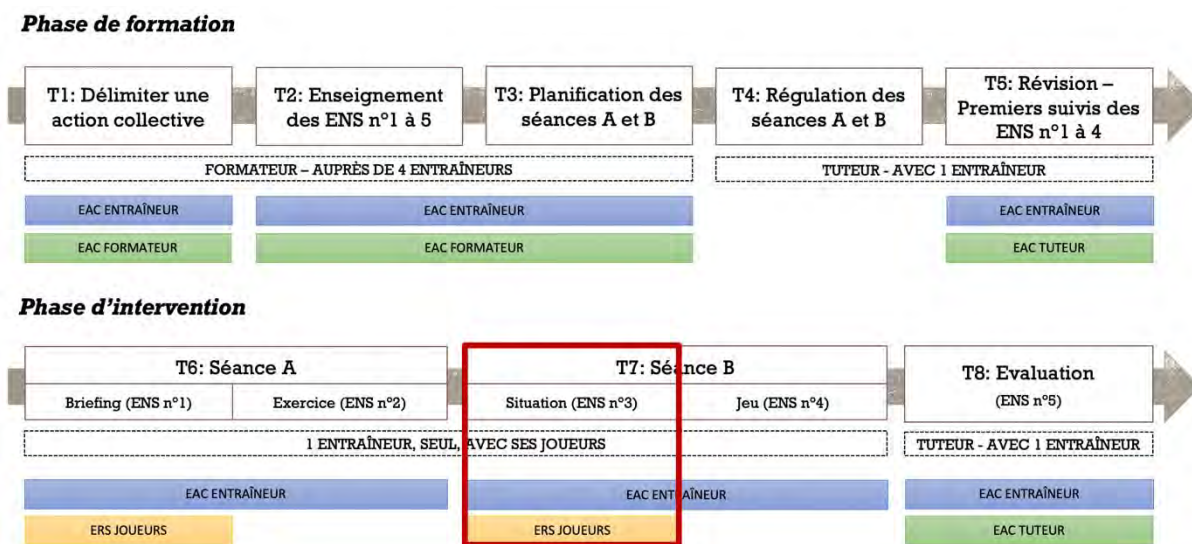 Phase de formation
T1: Délimiter une
action collective
T2: Enseignement
des ENS n°1 à 5
T3: Planification des
séances A et B
T4: Régulation des
séances A et B
T5: Révision –
Premiers suivis des
ENS n°1 à 4
FORMATEUR – AUPRÈS DE 4 ENTRAÎNEURS
TUTEUR - AVEC 1 ENTRAÎNEUR
EAC ENTRAÎNEUR
EAC ENTRAÎNEUR
EAC ENTRAÎNEUR
EAC FORMATEUR
EAC FORMATEUR
EAC TUTEUR
Phase d'intervention
T6: Séance A
T7: Séance B
T8: Evaluation
(ENS n°5)
Briefing (ENS n°1)
Exercice (ENS n°2)
Situation (ENS n°3)
Jeu (ENS n°4)
1 ENTRAÎNEUR, SEUL, AVEC SES JOUEURS
TUTEUR - AVEC 1 ENTRAÎNEUR
EAC ENTRAÎNEUR
EAC ENTRAÎNEUR
EAC ENTRAÎNEUR
ERS JOUEURS
ERS JOUEURS
EAC TUTEUR